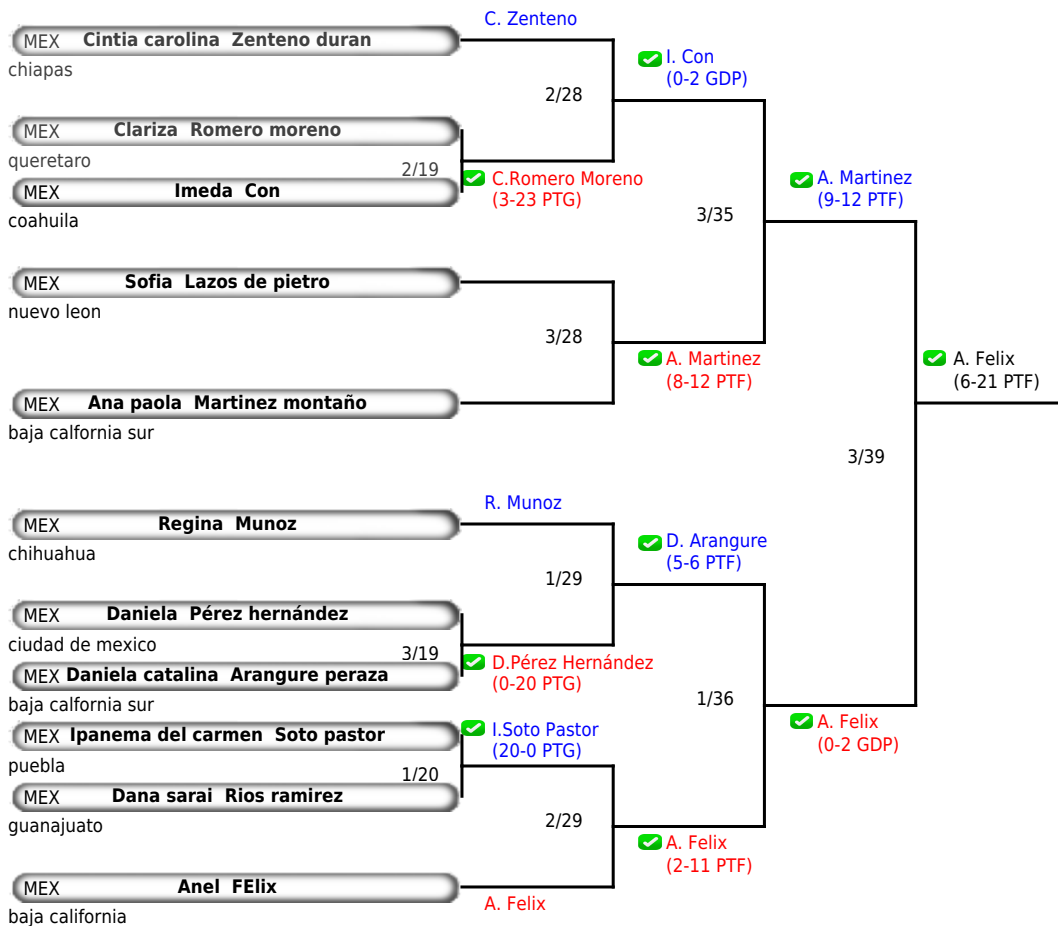 C. Zenteno
MEX Cintia carolina Zenteno duran
chiapas
I. Con
(0-2 GDP)
2/28
MEX Clariza Romero moreno
queretaro
2/19
C.Romero Moreno
(3-23 PTG)
MEX Imeda Con
coahuila
A. Martinez
(9-12 PTF)
3/35
MEX Sofia Lazos de pietro
nuevo leon
3/28
A. Martinez
(8-12 PTF)
A. Felix
(6-21 PTF)
MEX Ana paola Martinez montaño
baja calfornia sur
3/39
R. Munoz
MEX Regina Munoz
chihuahua
D. Arangure
(5-6 PTF)
1/29
MEX Daniela Pérez hernández
ciudad de mexico
3/19
D.Pérez Hernández
(0-20 PTG)
MEX Daniela catalina Arangure peraza
baja calfornia sur
1/36
A. Felix
(0-2 GDP)
MEX Ipanema del carmen Soto pastor
puebla
I.Soto Pastor
(20-0 PTG)
1/20
MEX Dana sarai Rios ramirez
guanajuato
2/29
A. Felix
(2-11 PTF)
MEX Anel FElix
baja california
A. Felix